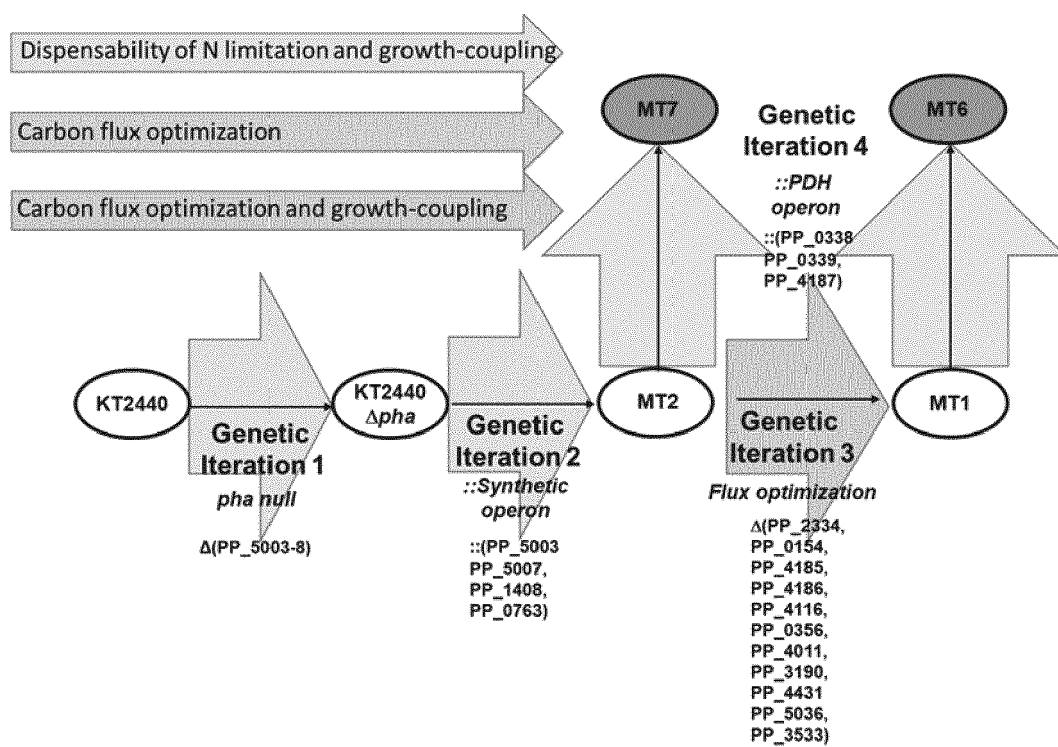 Dispensability of N limitation and growth-coupling
Carbon flux optimization
Carbon flux optimization and growth-coupling
MT7
MT6
Genetic
Iteration 4
::PDH
operon
::(PP_0338
PP_0339,
PP_4187)
KT2440
KT2440
Δpha
MT2
MT1
Genetic
Iteration 1
pha null
Δ(PP_5003-8)
Genetic
Iteration 2
::Synthetic
operon
::(PP_5003
PP_5007,
PP_1408,
PP_0763)
Genetic
Iteration 3
Flux optimization
Δ(PP_2334,
PP_0154,
PP_4185,
PP_4186,
PP_4116,
PP_0356,
PP_4011,
PP_3190,
PP_4431
PP_5036,
PP_3533)